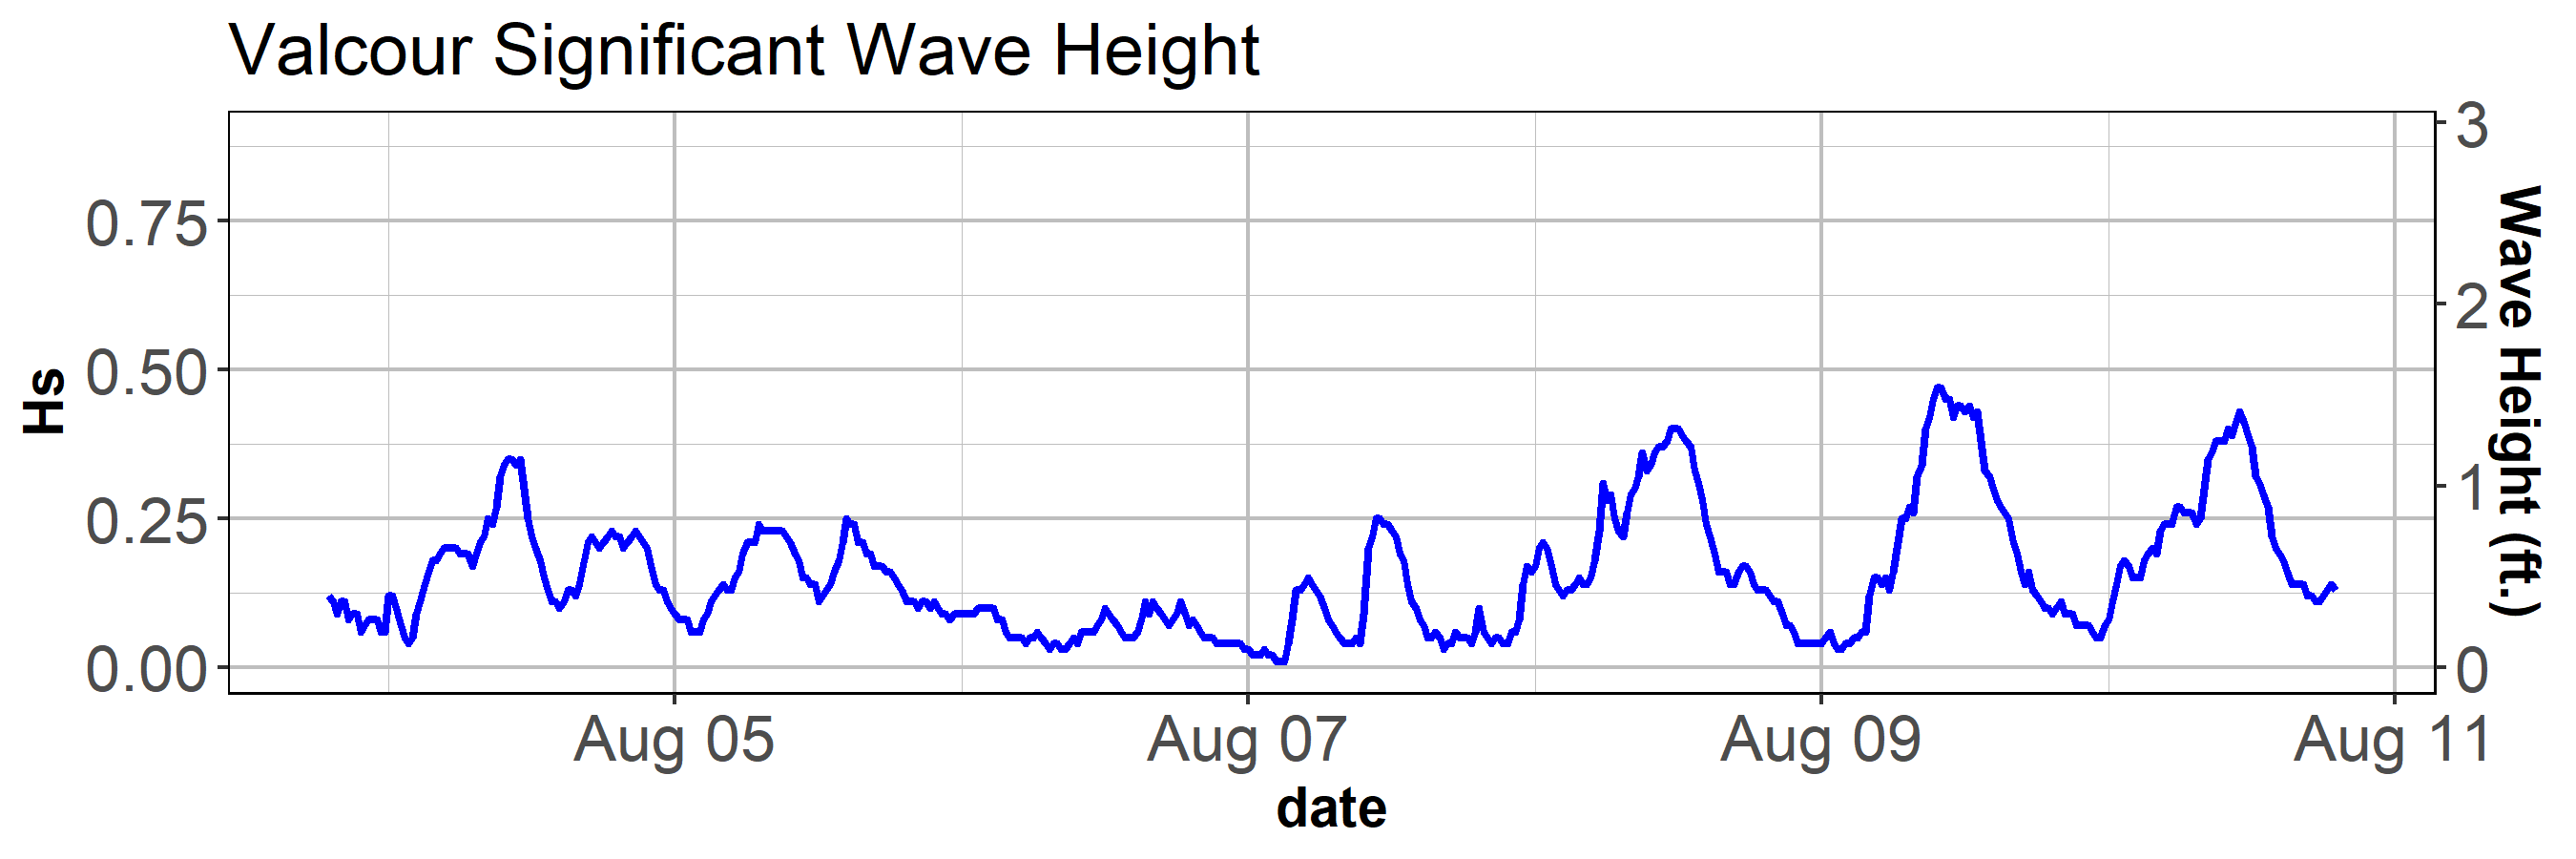 Valcour Significant Wave Height
Hs
0.75
0.50
0.25
0.00
3
2
1
0
Wave Height (ft.)
Aug 05
Aug 07
Aug 09
Aug 11
date